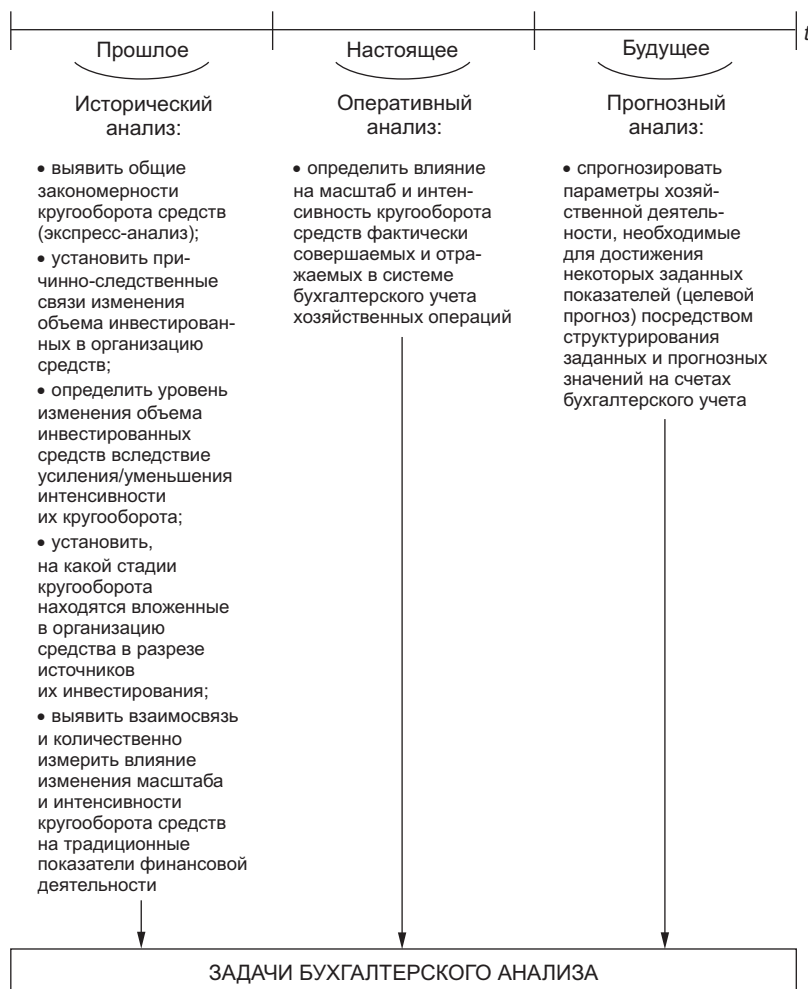 t
Прошлое
Исторический
анализ:
• выявить общие
закономерности
кругооборота средств
(экспресс-анализ);
• установить при-
чинно-следственные
связи изменения
объема инвестирован-
ных в организацию
средств;
• определить уровень
изменения объема
инвестированных
средств вследствие
усиления/уменьшения
интенсивности
их кругооборота;
• установить,
на какой стадии
кругооборота
находятся вложенные
в организацию
средства в разрезе
источников
их инвестирования;
• выявить взаимосвязь
и количественно
измерить влияние
изменения масштаба
и интенсивности
кругооборота средств
на традиционные
показатели финансовой
деятельности
Настоящее
Оперативный
анализ:
• определить влияние
на масштаб и интен-
сивность кругооборота
средств фактически
совершаемых и отра-
жаемых в системе
бухгалтерского учета
хозяйственных операций
Будущее
Прогнозный
анализ:
• спрогнозировать
параметры хозяй-
ственной деятель-
ности, необходимые
для достижения
некоторых заданных
показателей (целевой
прогноз) посредством
структурирования
заданных и прогнозных
значений на счетах
бухгалтерского учета
ЗАДАЧИ БУХГАЛТЕРСКОГО АНАЛИЗА